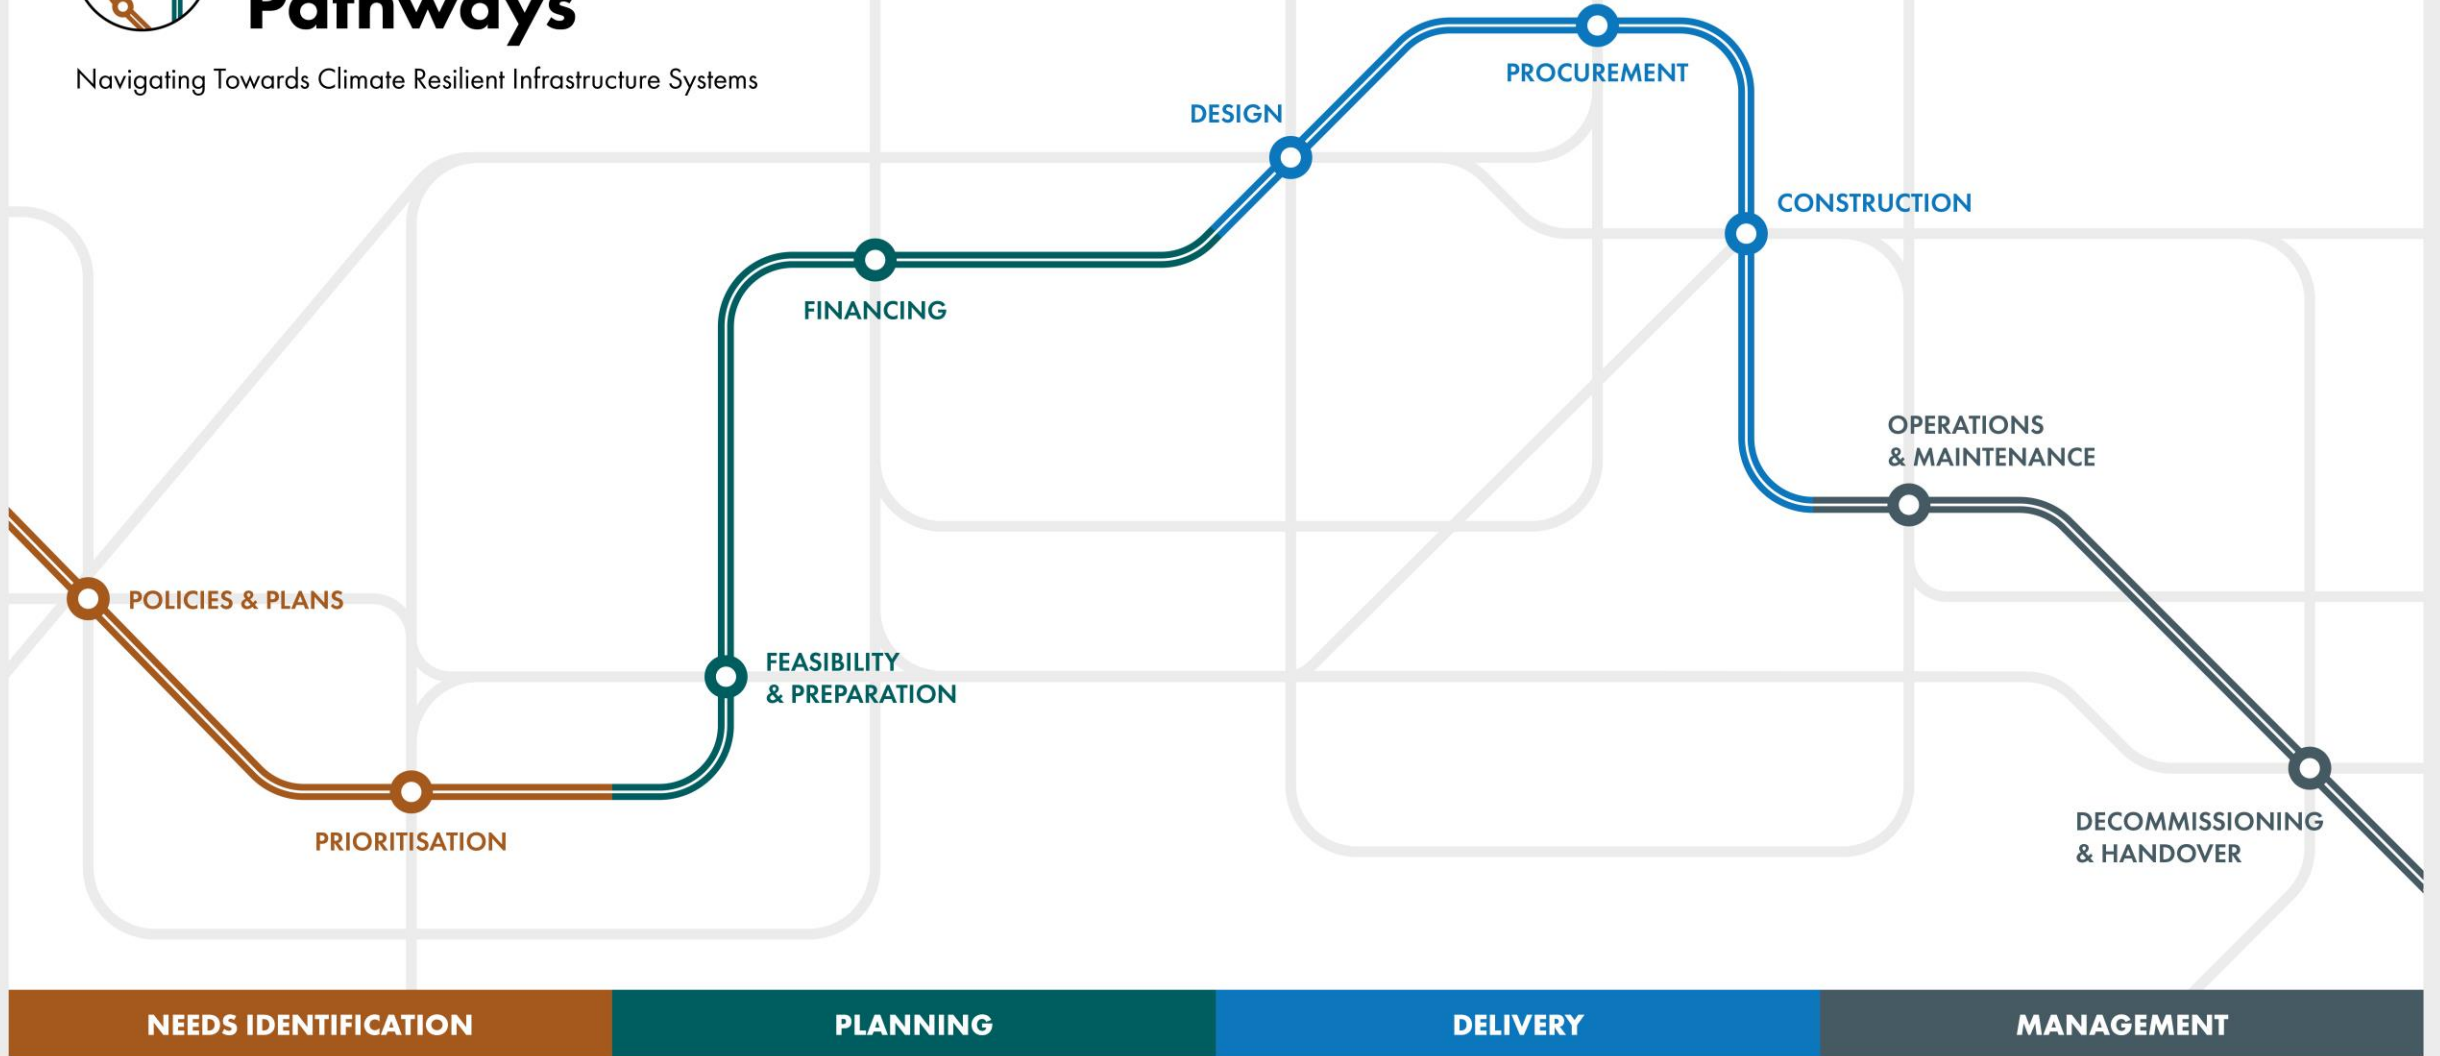 Pathways
Navigating Towards Climate Resilient Infrastructure Systems
PROCUREMENT
DESIGN
CONSTRUCTION
FINANCING
OPERATIONS
& MAINTENANCE
POLICIES & PLANS
FEASIBILITY
& PREPARATION
PRIORITISATION
DECOMMISSIONING
& HANDOVER
NEEDS IDENTIFICATION
PLANNING
DELIVERY
MANAGEMENT